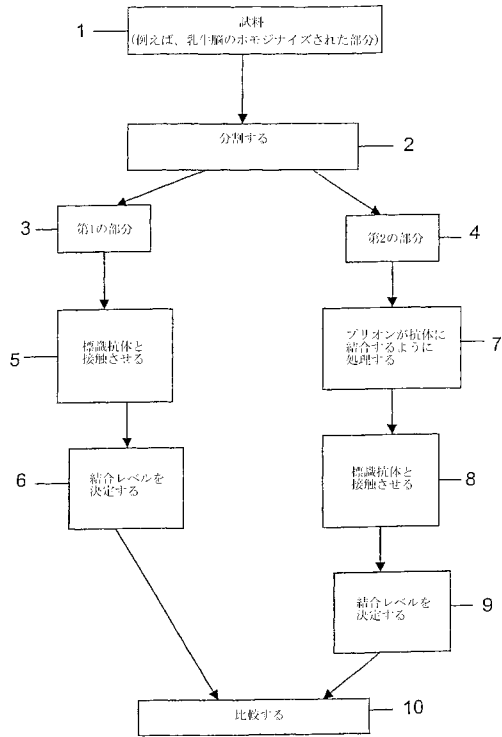 1
試料
(例えば、乳牛脳のホモジナイズされた部分)
分割する
2
3
第1の部分
第2の部分
4
5
標識抗体と
接触させる
プリオンが抗体に
結合するように
処理する
7
6
結合レベルを
決定する
標識抗体と
接触させる
8
結合レベルを
決定する
9
比較する
10